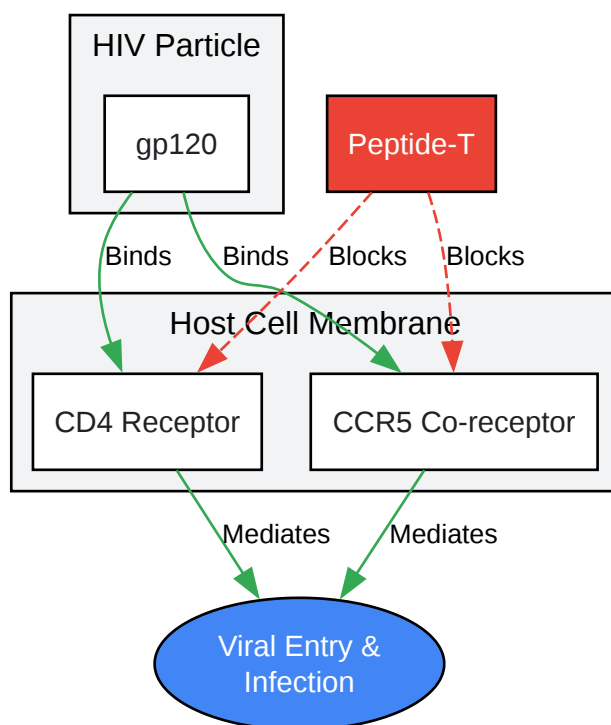 HIV Particle
gp120
Peptide-T
Binds
Binds
Blocks
Blocks
Host Cell Membrane
CD4 Receptor
CCR5 Co-receptor
Mediates
Mediates
Viral Entry &
Infection